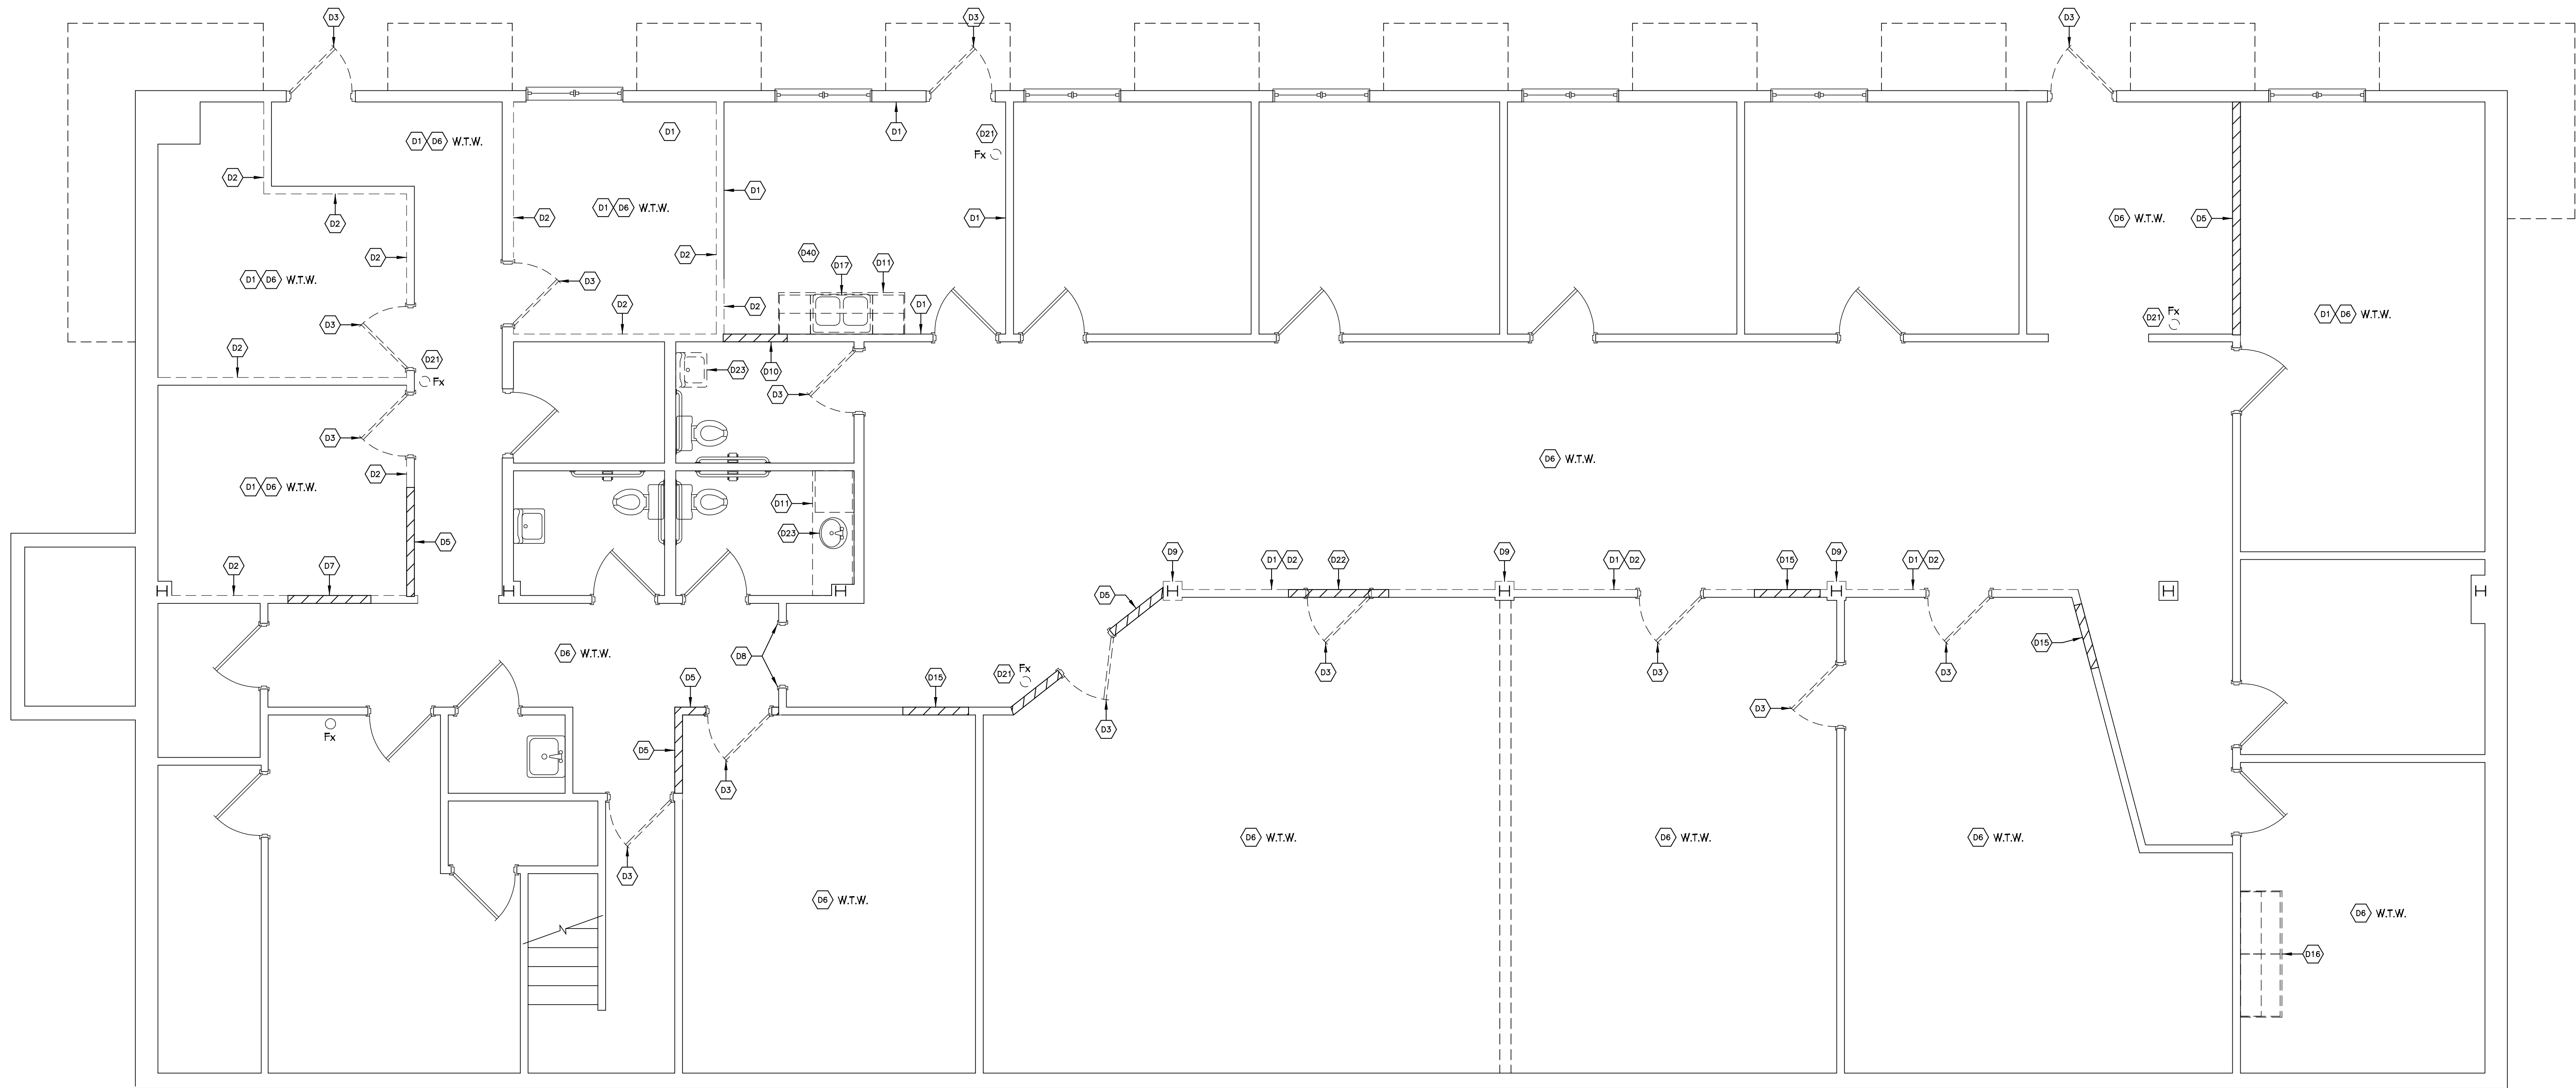 D3 D3 D3
D1 D21 D1
D1 D6 W.T.W. Fx
D2 D1
D1 D6 W.T.W.
D2 D2 D1 D6 W.T.W. D5
D2 D2 D40 D17 D11
D1 D6 W.T.W. D3
D2 D2 D1 Fx
D3 D21 D1 D6 W.T.W.
D2 D21 D10 D23
Fx D3
D3 D6 W.T.W.
D2
D1 D6 W.T.W. D11
D5 D23
D2 D7 D9 D1 D2 D22 D9 D1 D2 D15 D9 D1 D2
H H H D5 H H H H H
D6 W.T.W. D8 D15
D5 D15 D21 Fx D3 D3 D3
Fx D3 D3
D5
D3
D6 W.T.W. D6 W.T.W. D6 W.T.W.
D3
D6 W.T.W. D6 W.T.W.
D16